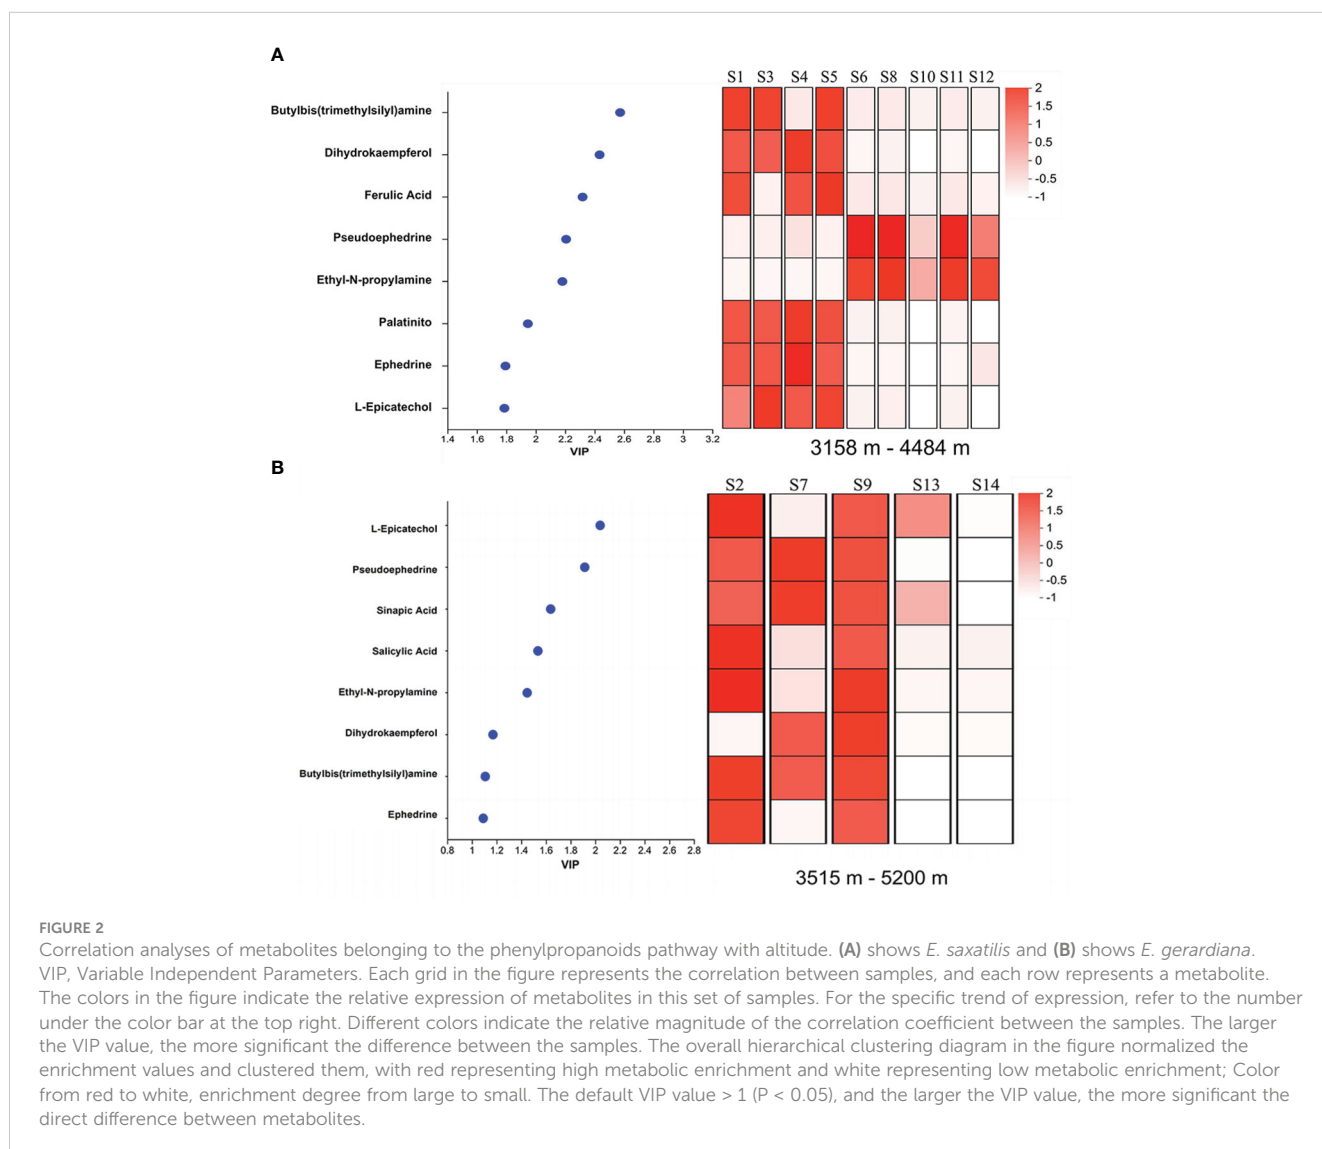 A
S1 S3 S4 S5 S6 S8 S10 S11 S12
Butylbis(trimethylsilyl)amine
Dihydrokaempferol
Ferulic Acid
Pseudoephedrine
Ethyl-N-propylamine
Palatinito
Ephedrine
L-Epicatechol
2
1.5
1
0.5
0
-0.5
-1
1.4 1.6 1.8 2 2.2 2.4 2.6 2.8 3 3.2
VIP
3158 m - 4484 m
B
S2 S7 S9 S13 S14
L-Epicatechol
Pseudoephedrine
Sinapic Acid
Salicylic Acid
Ethyl-N-propylamine
Dihydrokaempferol
Butylbis(trimethylsilyl)amine
Ephedrine
2
1.5
1
0.5
0
-0.5
-1
0.8 1 1.2 1.4 1.6 1.8 2 2.2 2.4 2.6 2.8
VIP
3515 m - 5200 m
FIGURE 2
Correlation analyses of metabolites belonging to the phenylpropanoids pathway with altitude. (A) shows E. saxatilis and (B) shows E. gerardiana.
VIP, Variable Independent Parameters. Each grid in the figure represents the correlation between samples, and each row represents a metabolite.
The colors in the figure indicate the relative expression of metabolites in this set of samples. For the specific trend of expression, refer to the number
under the color bar at the top right. Different colors indicate the relative magnitude of the correlation coefficient between the samples. The larger
the VIP value, the more significant the difference between the samples. The overall hierarchical clustering diagram in the figure normalized the
enrichment values and clustered them, with red representing high metabolic enrichment and white representing low metabolic enrichment; Color
from red to white, enrichment degree from large to small. The default VIP value > 1 (P < 0.05), and the larger the VIP value, the more significant the
direct difference between metabolites.